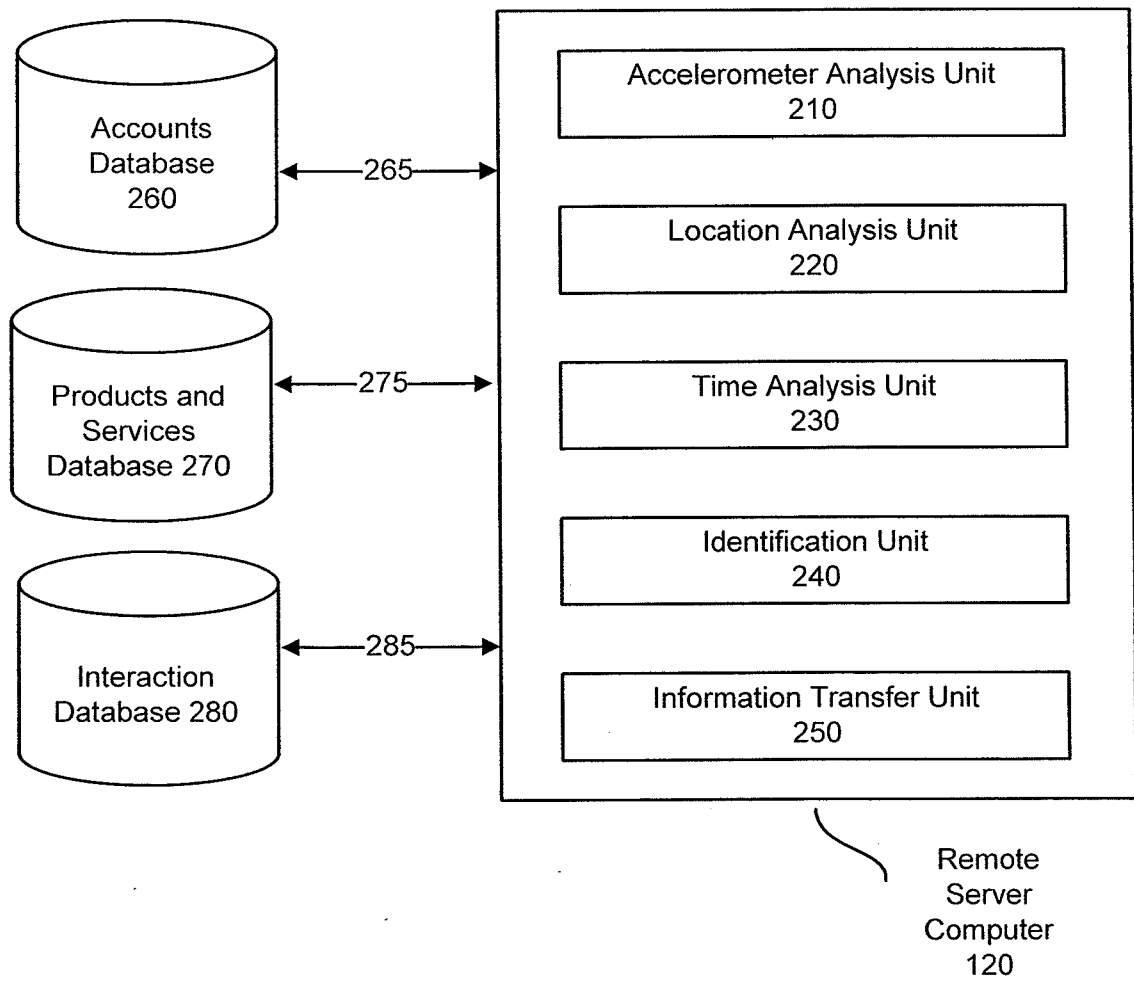 Accounts
Database
260
265
Products and
Services
Database 270
275
Interaction
Database 280
285
Accelerometer Analysis Unit
210
Location Analysis Unit
220
Time Analysis Unit
230
Identification Unit
240
Information Transfer Unit
250
Remote
Server
Computer
120